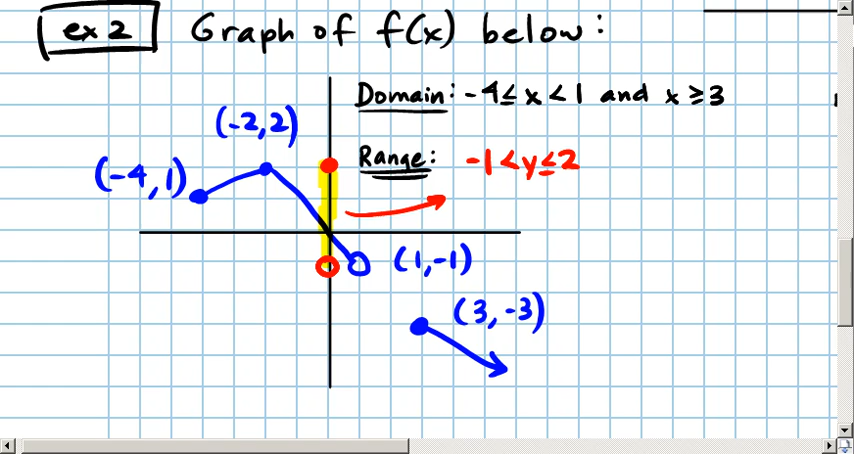 ex 2 Graph of f(x) below:
Domain: -4≤x<1 and x≥3
(-2,2)
Range: -1<y≤2
(-4,1)
(1,-1)
(3,-3)